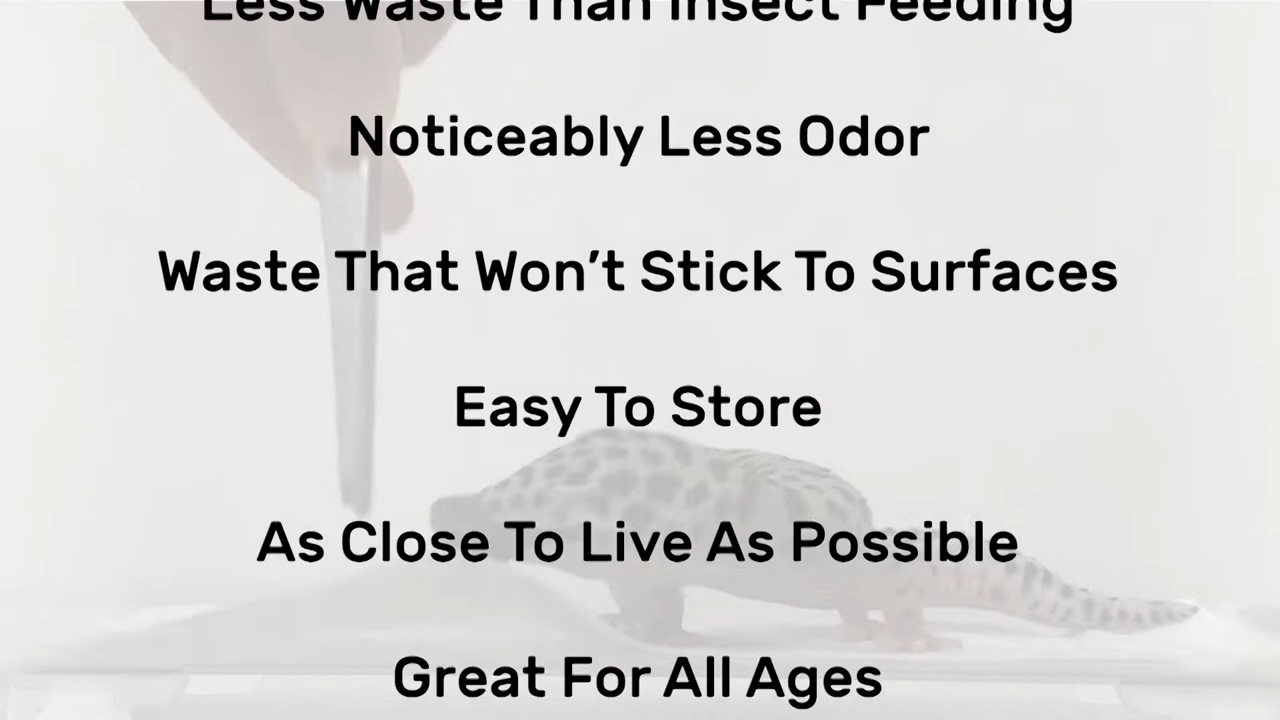 Less Waste Than Insect Feeding
Noticeably Less Odor
Waste That Won’t Stick To Surfaces
Easy To Store
As Close To Live As Possible
Great For All Ages